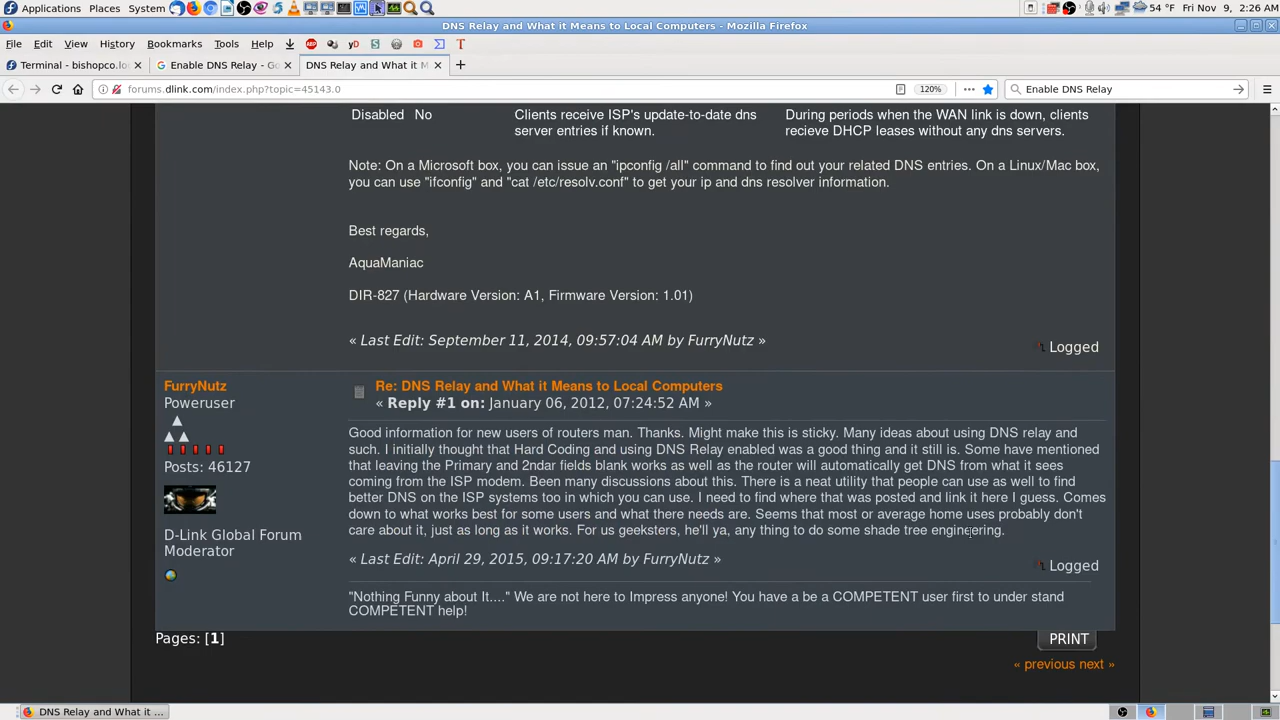 Applications Places System 54 °F Fri Nov 9, 2:26 AM
DNS Relay and What it Means to Local Computers - Mozilla Firefox
File Edit View History Bookmarks Tools Help
Terminal - bishopco.lo
Enable DNS Relay - Go
DNS Relay and What it M
forums.dlink.com/index.php?topic=45143.0 120% Enable DNS Relay
Disabled No Clients receive ISP's update-to-date dns During periods when the WAN link is down, clients
server entries if known. recieve DHCP leases without any dns servers.
Note: On a Microsoft box, you can issue an "ipconfig /all" command to find out your related DNS entries. On a Linux/Mac box,
you can use "ifconfig" and "cat /etc/resolv.conf" to get your ip and dns resolver information.
Best regards,
AquaManiac
DIR-827 (Hardware Version: A1, Firmware Version: 1.01)
« Last Edit: September 11, 2014, 09:57:04 AM by FurryNutz »
Logged
FurryNutz
Poweruser
Posts: 46127
D-Link Global Forum
Moderator
Re: DNS Relay and What it Means to Local Computers
« Reply #1 on: January 06, 2012, 07:24:52 AM »
Good information for new users of routers man. Thanks. Might make this is sticky. Many ideas about using DNS relay and
such. I initially thought that Hard Coding and using DNS Relay enabled was a good thing and it still is. Some have mentioned
that leaving the Primary and 2ndar fields blank works as well as the router will automatically get DNS from what it sees
coming from the ISP modem. Been many discussions about this. There is a neat utility that people can use as well to find
better DNS on the ISP systems too in which you can use. I need to find where that was posted and link it here I guess. Comes
down to what works best for some users and what there needs are. Seems that most or average home uses probably don't
care about it, just as long as it works. For us geeksters, he'll ya, any thing to do some shade tree engineering.
« Last Edit: April 29, 2015, 09:17:20 AM by FurryNutz »
Logged
"Nothing Funny about It...." We are not here to Impress anyone! You have a be a COMPETENT user first to under stand
COMPETENT help!
Pages: [1]
PRINT
« previous next »
DNS Relay and What it ...